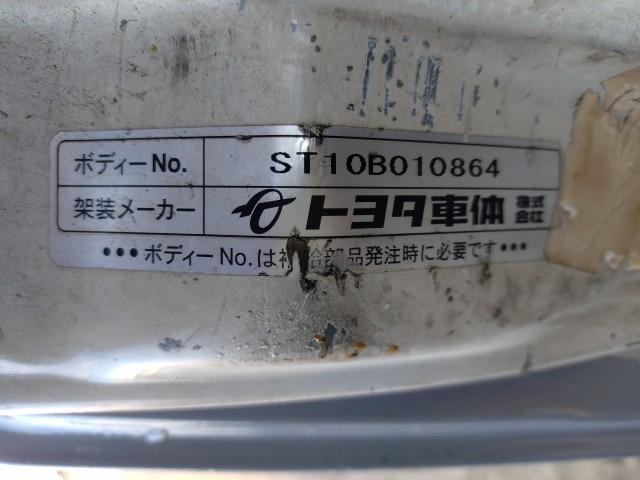 ボディーNo. ST10B010864
架装メーカー トヨタ車体 株式会社
•••ボディーNo.は補給部品発注時に必要です•••